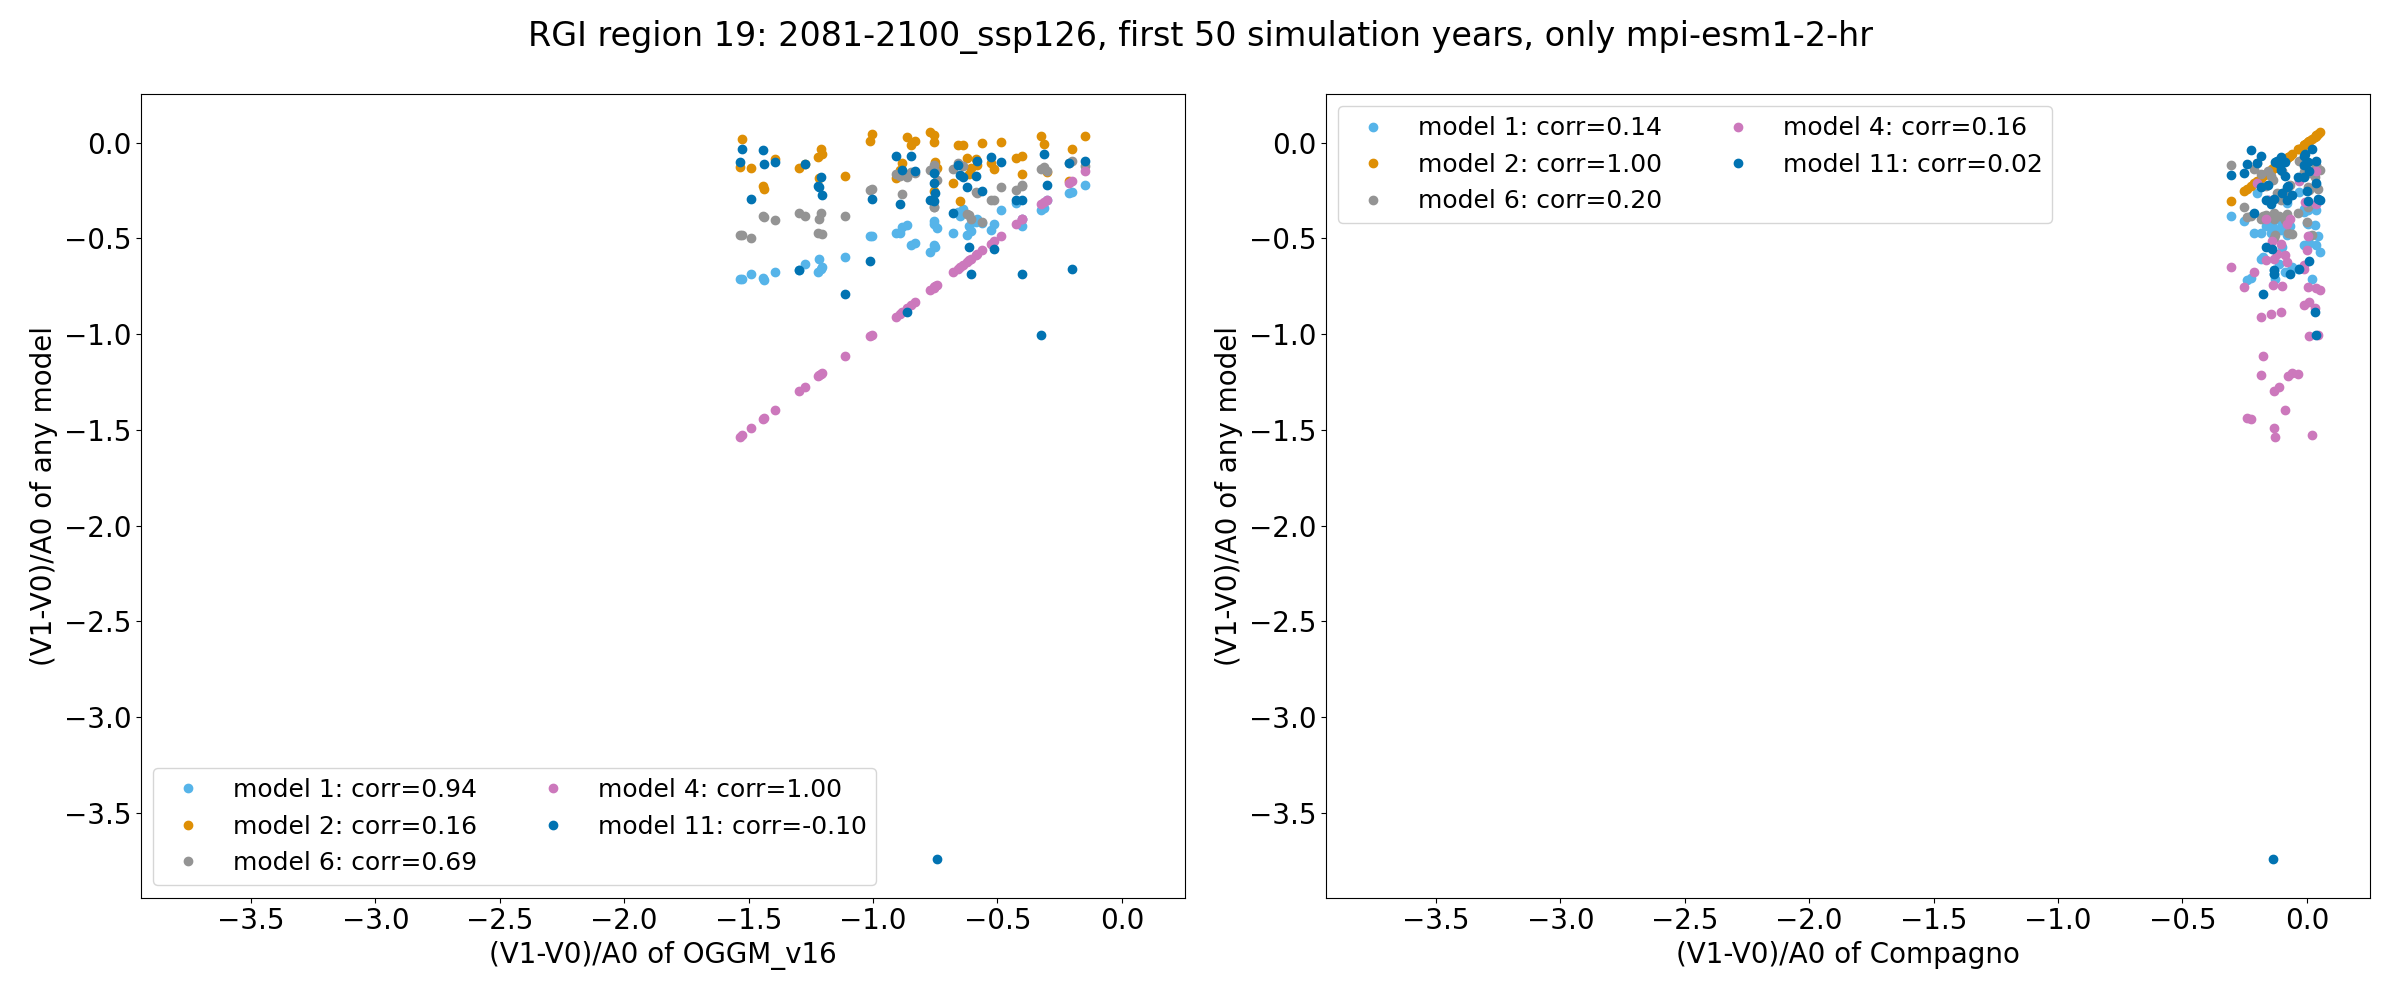 RGI region 19: 2081-2100_ssp126, first 50 simulation years, only mpi-esm1-2-hr
(V1-V0)/A0 of any model
0.0
−0.5
−1.0
−1.5
−2.0
−2.5
−3.0
−3.5
model 1: corr=0.94
model 2: corr=0.16
model 6: corr=0.69
model 4: corr=1.00
model 11: corr=-0.10
−3.5 −3.0 −2.5 −2.0 −1.5 −1.0 −0.5 0.0
(V1-V0)/A0 of OGGM_v16
(V1-V0)/A0 of any model
0.0
−0.5
−1.0
−1.5
−2.0
−2.5
−3.0
−3.5
model 1: corr=0.14
model 2: corr=1.00
model 6: corr=0.20
model 4: corr=0.16
model 11: corr=0.02
−3.5 −3.0 −2.5 −2.0 −1.5 −1.0 −0.5 0.0
(V1-V0)/A0 of Compagno